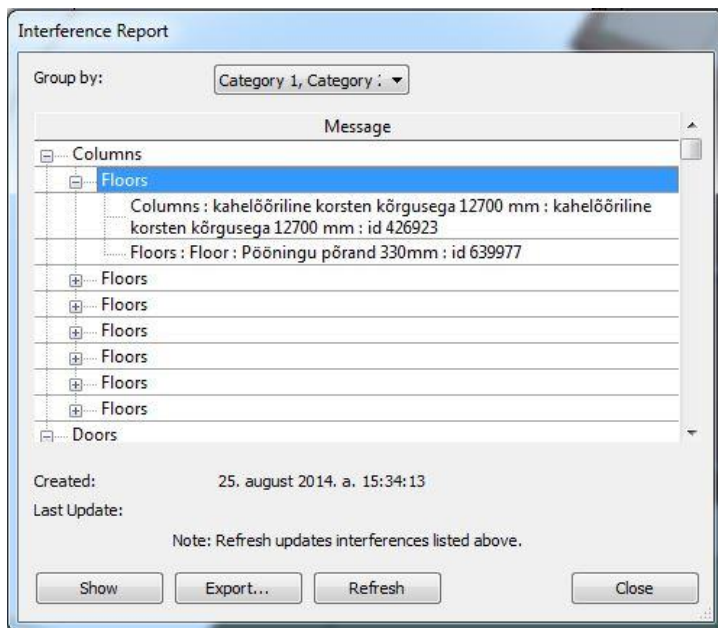 Interference Report
Group by:
Category 1, Category :
Message
Columns
Floors
Columns : kahelõõriline korsten kõrgusega 12700 mm : kahelõõriline
korsten kõrgusega 12700 mm : id 426923
Floors : Floor : Pööningu põrand 330mm : id 639977
Floors
Floors
Floors
Floors
Floors
Floors
Doors
Created: 25. august 2014. a. 15:34:13
Last Update:
Note: Refresh updates interferences listed above.
Show Export... Refresh Close